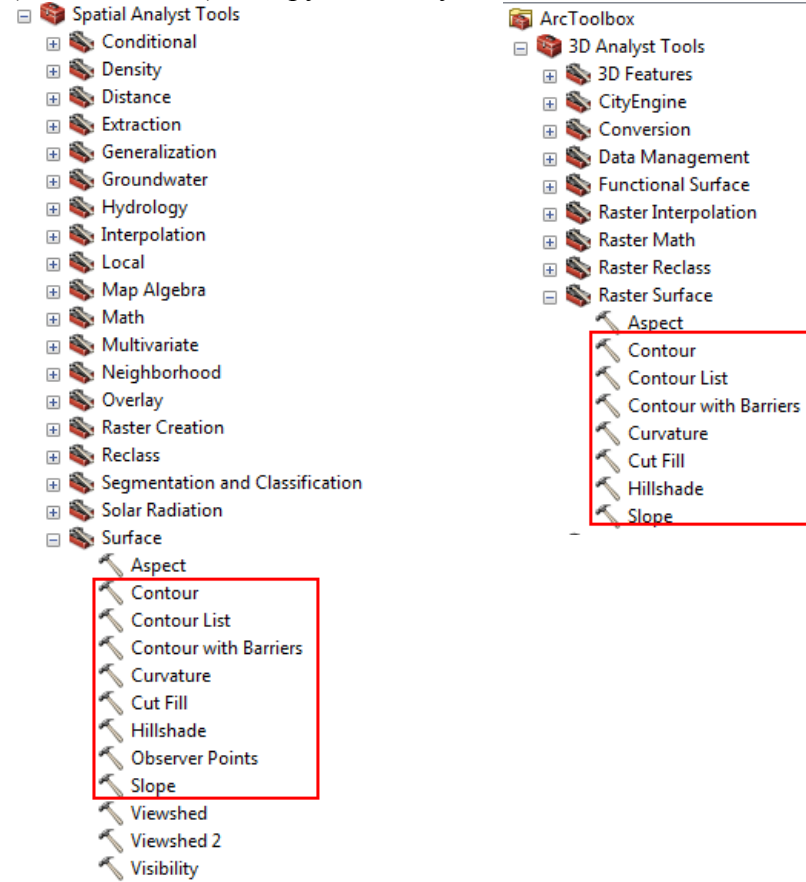 Spatial Analyst Tools
Conditional
Density
Distance
Extraction
Generalization
Groundwater
Hydrology
Interpolation
Local
Map Algebra
Math
Multivariate
Neighborhood
Overlay
Raster Creation
Reclass
Segmentation and Classification
Solar Radiation
Surface
Aspect
Contour
Contour List
Contour with Barriers
Curvature
Cut Fill
Hillshade
Observer Points
Slope
Viewshed
Viewshed 2
Visibility
ArcToolbox
3D Analyst Tools
3D Features
CityEngine
Conversion
Data Management
Functional Surface
Raster Interpolation
Raster Math
Raster Reclass
Raster Surface
Aspect
Contour
Contour List
Contour with Barriers
Curvature
Cut Fill
Hillshade
Slope